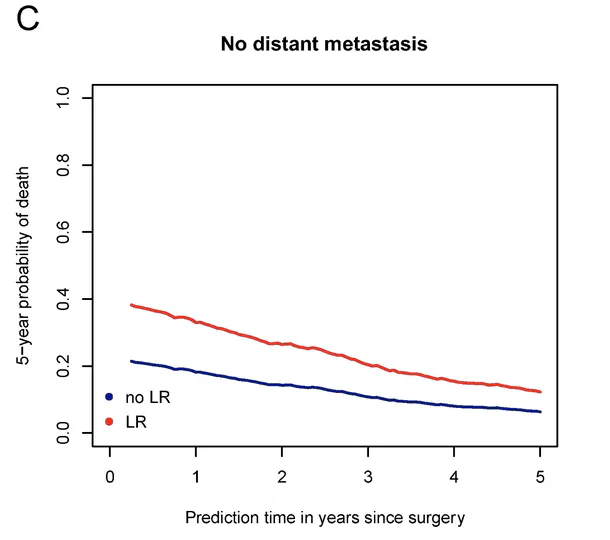 C
No distant metastasis
5−year probability of death
1.0
0.8
0.6
0.4
0.2
0.0
no LR
LR
0 1 2 3 4 5
Prediction time in years since surgery